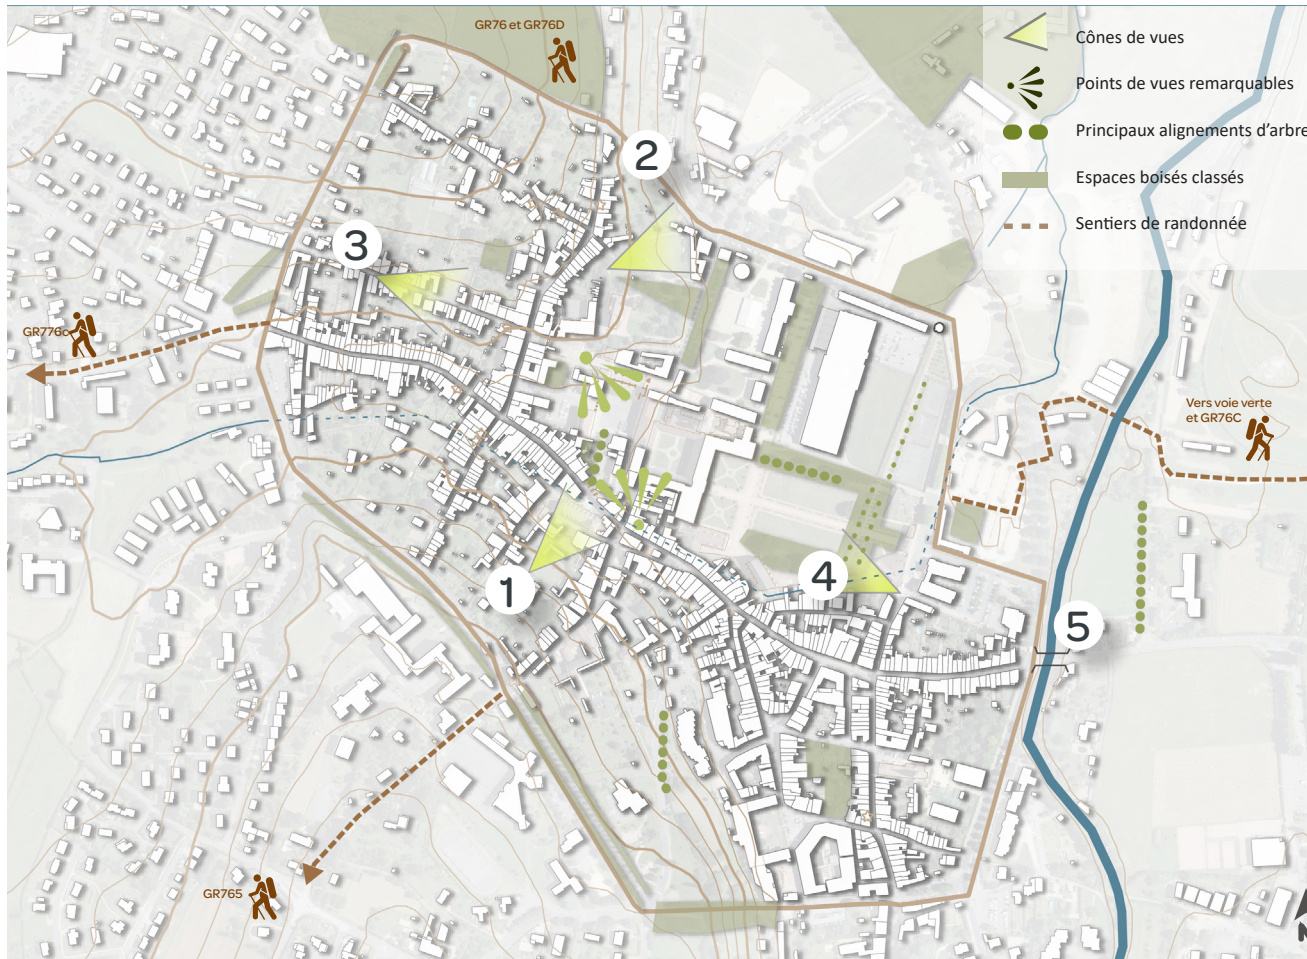 GR76 et GR76D
Cônes de vues
Points de vues remarquables
Principaux alignements d'arbre
Espaces boisés classés
Sentiers de randonnée
2
3
GR776c
Vers voie verte
et GR76C
1
4
5
GR765
N